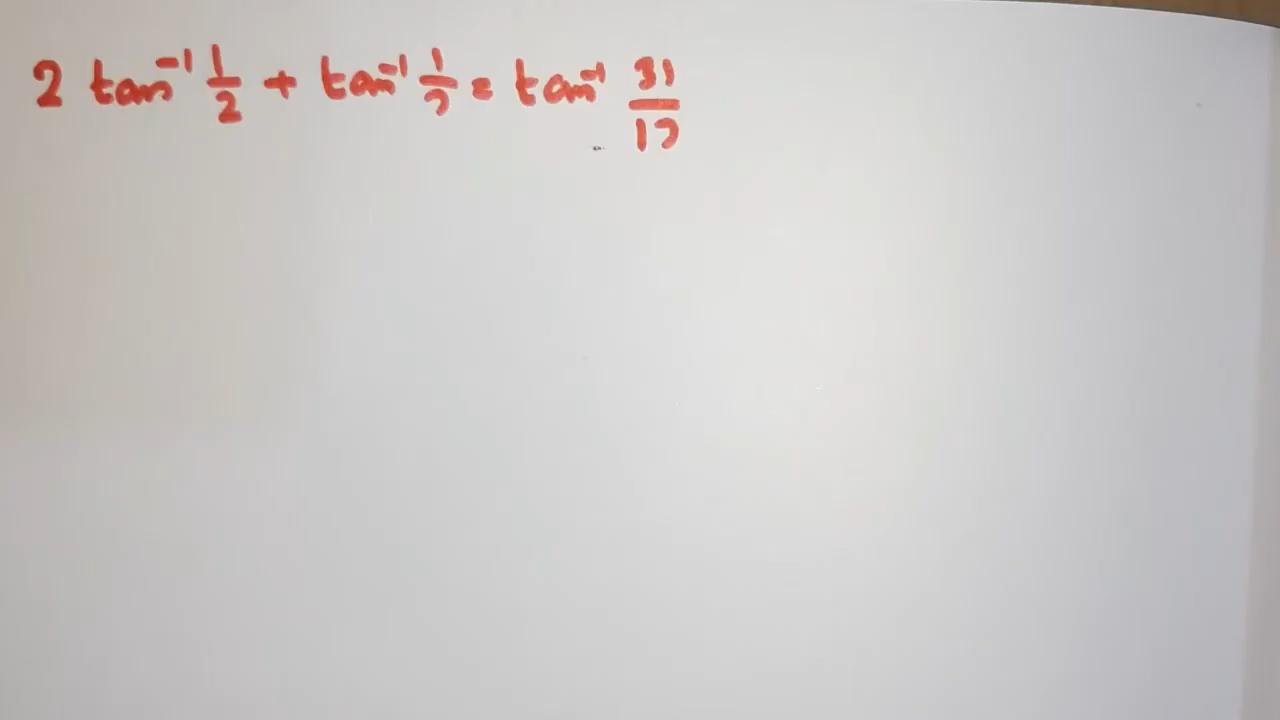 2 tan⁻¹ 1/2 + tan⁻¹ 1/7 = tan⁻¹ 31/17